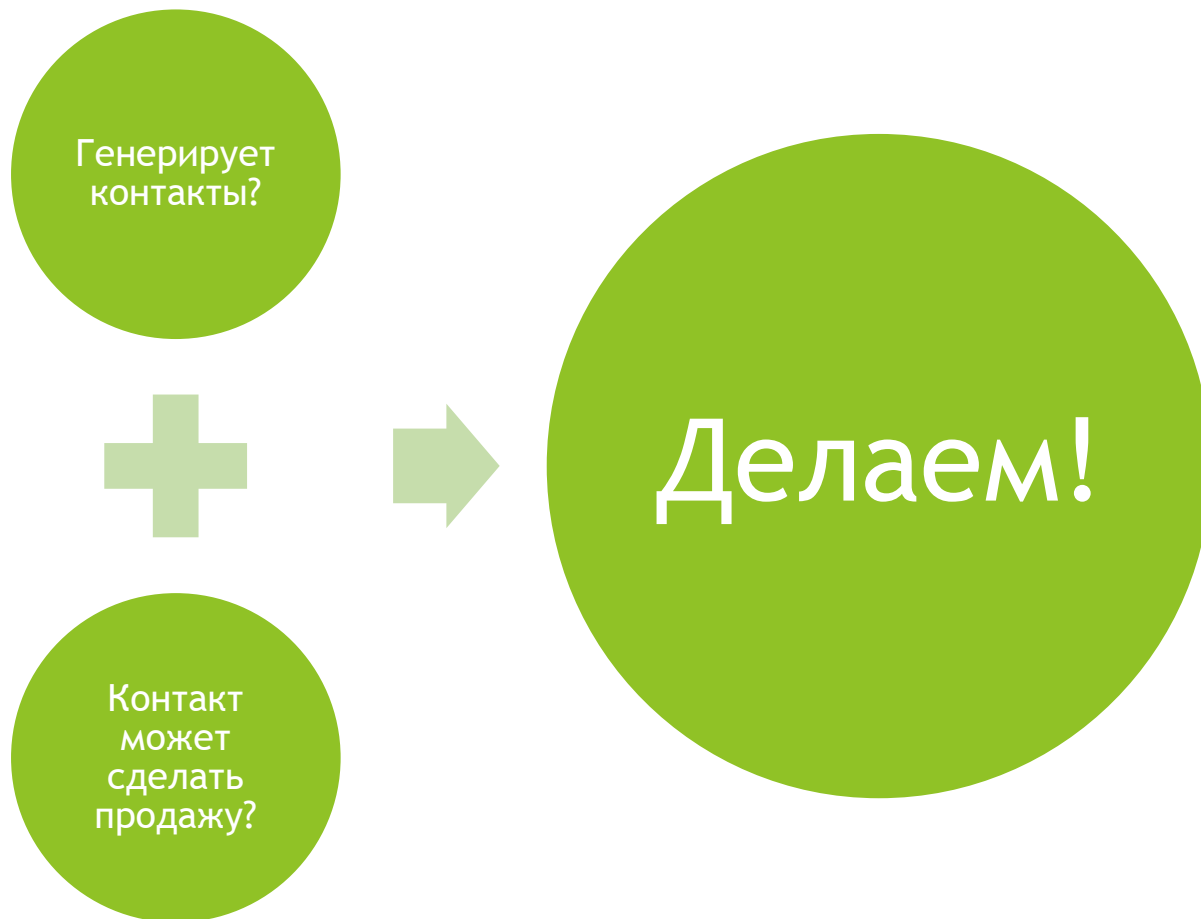 Генерирует
контакты?
Контакт
может
сделать
продажу?
Делаем!